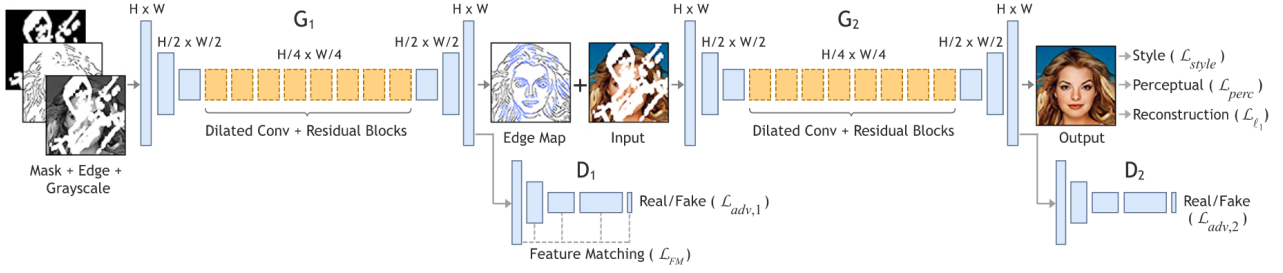 H x W
H/2 x W/2
G₁
H/4 x W/4
H/2 x W/2
H x W
Dilated Conv + Residual Blocks
Mask + Edge +
Grayscale
Edge Map
+
Input
H x W
H/2 x W/2
G₂
H/4 x W/4
H/2 x W/2
H x W
Dilated Conv + Residual Blocks
Output
Style ( ℒstyle )
Perceptual ( ℒperc )
Reconstruction ( ℒℓ₁ )
D₁
Real/Fake ( ℒadv,1 )
Feature Matching ( ℒFM )
D₂
Real/Fake
( ℒadv,2 )